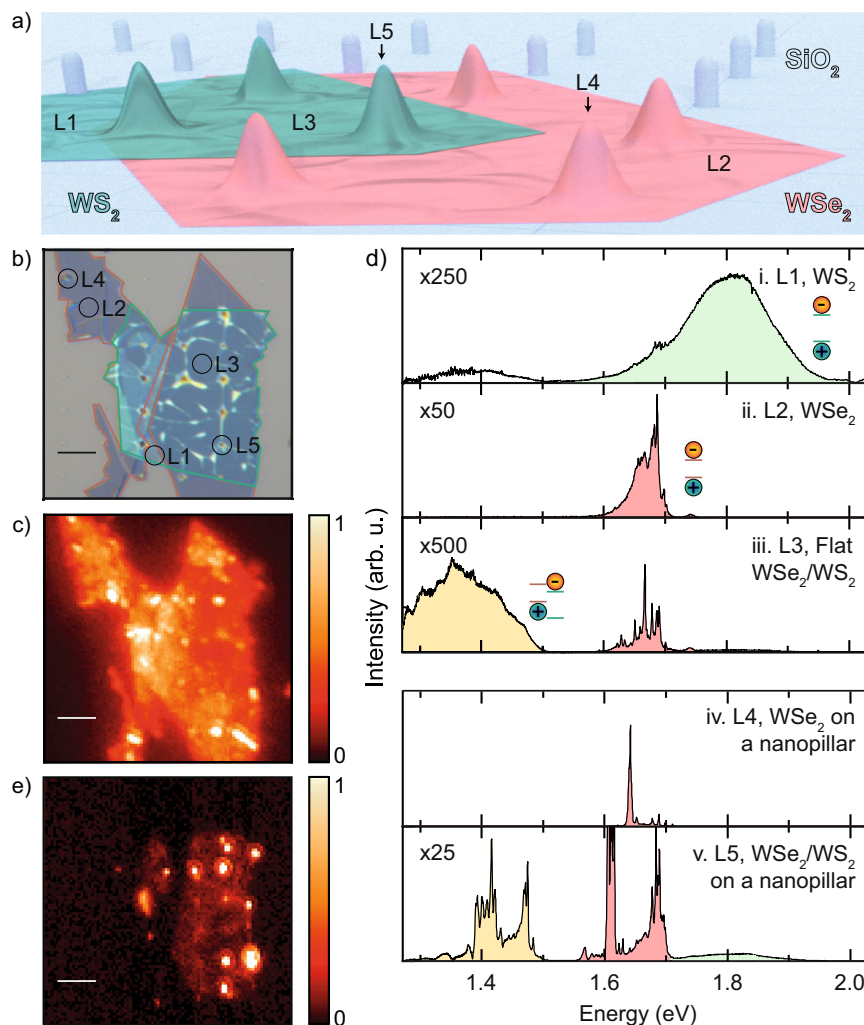 a)
L5
L4
SiO₂
L1
L3
L2
WS₂
WSe₂
b)
L4
L2
L3
L5
L1
c)
1
0
e)
1
0
d)
Intensity (arb. u.)
x250
i. L1, WS₂
x50
ii. L2, WSe₂
x500
iii. L3, Flat
WSe₂/WS₂
iv. L4, WSe₂ on
a nanopillar
x25
v. L5, WSe₂/WS₂
on a nanopillar
1.4
1.6
1.8
2.0
Energy (eV)